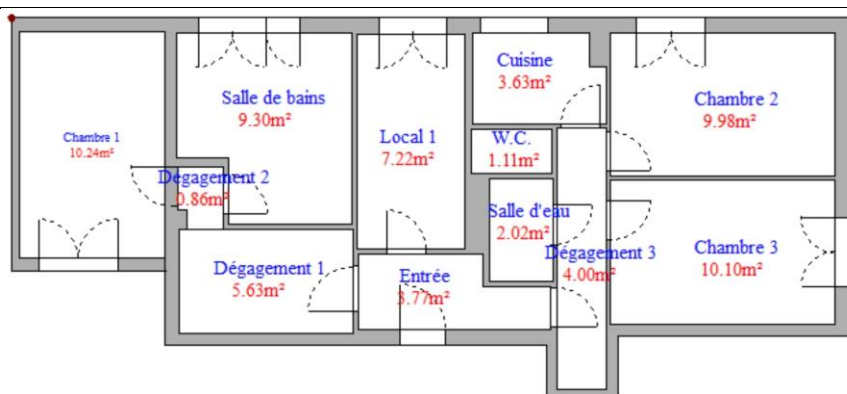 Chambre 1
10.24m²
Salle de bains
9.30m²
Local 1
7.22m²
Cuisine
3.63m²
Chambre 2
9.98m²
W.C.
1.11m²
Dégagement 2
0.86m²
Salle d'eau
2.02m²
Dégagement 3
4.00m²
Chambre 3
10.10m²
Dégagement 1
5.63m²
Entrée
3.77m²